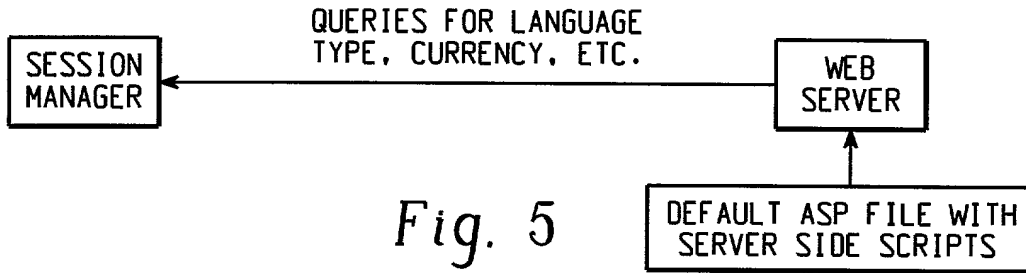 QUERIES FOR LANGUAGE
TYPE, CURRENCY, ETC.
SESSION
MANAGER
WEB
SERVER
DEFAULT ASP FILE WITH
SERVER SIDE SCRIPTS
Fig. 5